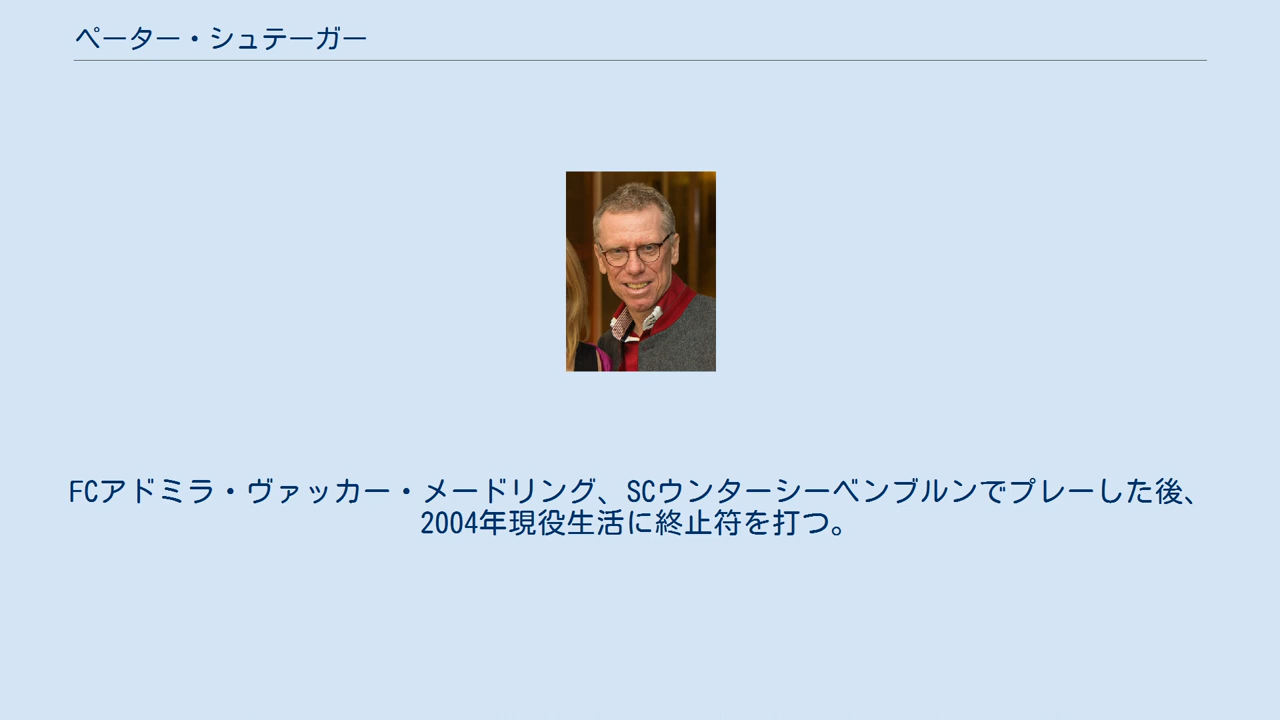 ペーター・シュテーガー
FCアドミラ・ヴァッカー・メードリング、SCウンターシーベンブルンでプレーした後、
2004年現役生活に終止符を打つ。